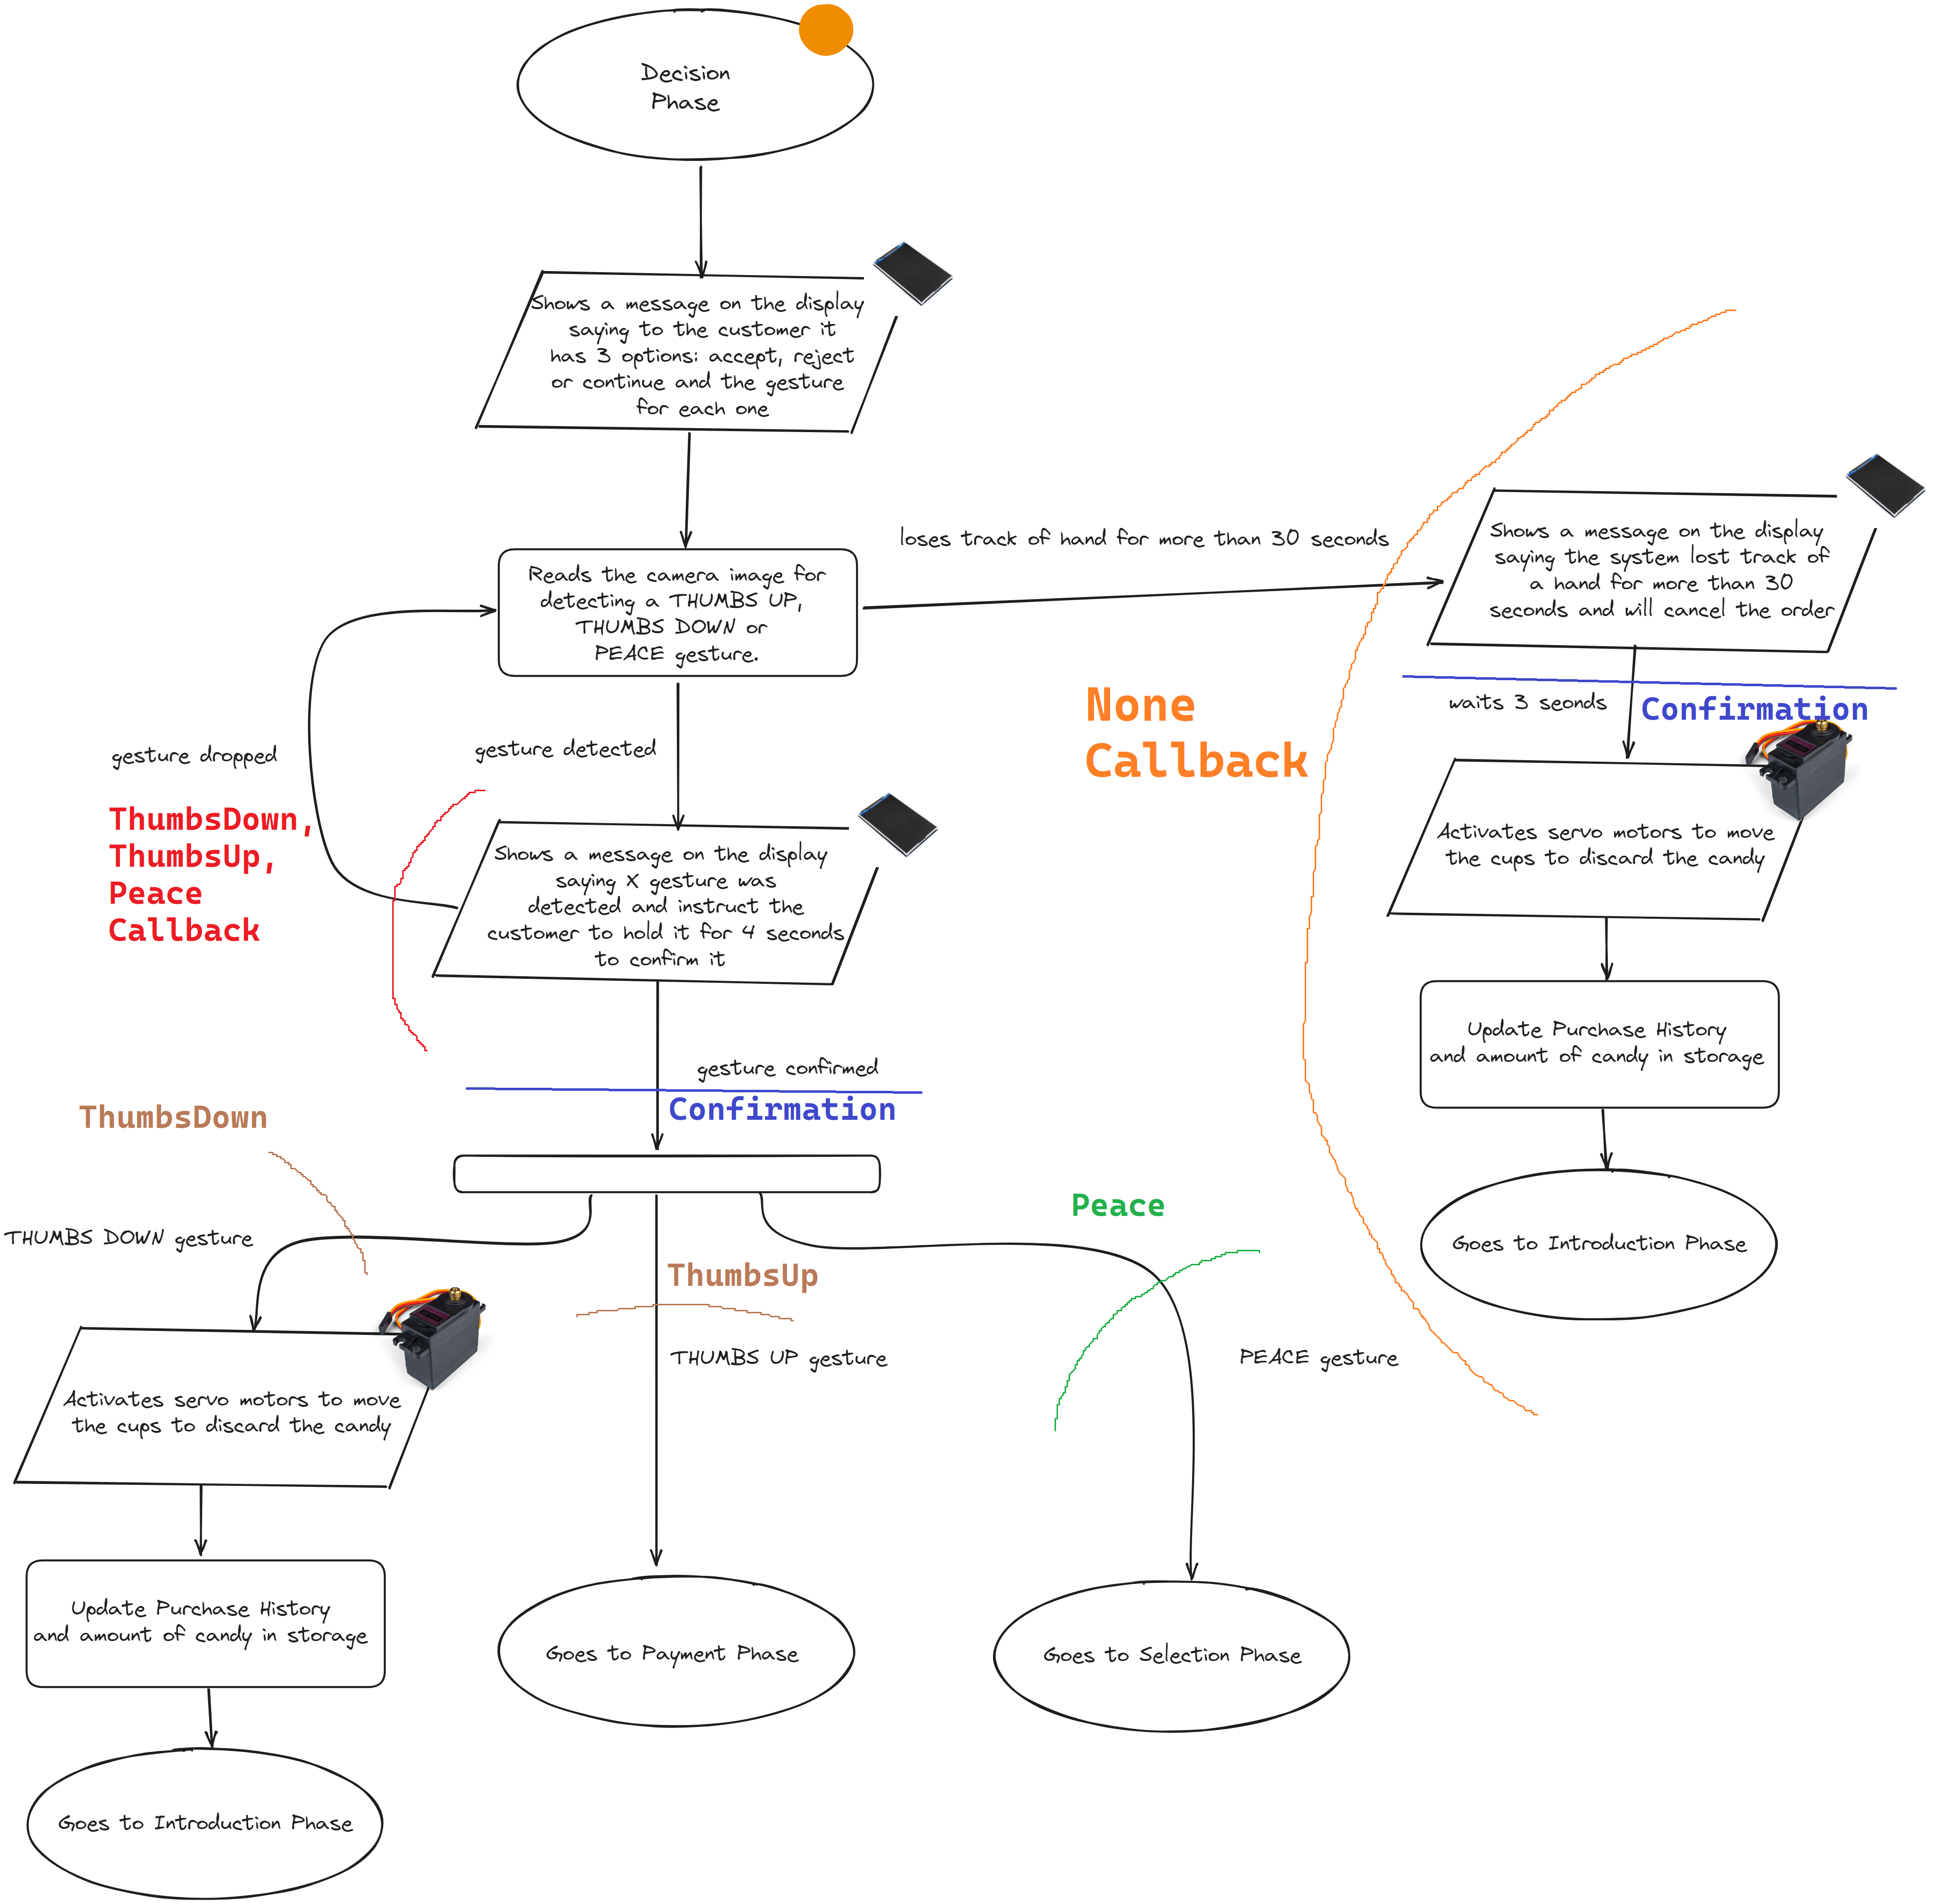 Decision
Phase
Shows a message on the display
saying to the customer it
has 3 options: accept, reject
or continue and the gesture
for each one
loses track of hand for more than 30 seconds
Shows a message on the display
saying the system lost track of
a hand for more than 30
seconds and will cancel the order
Reads the camera image for
detecting a THUMBS UP,
THUMBS DOWN or
PEACE gesture.
None
Callback
waits 3 seonds
Confirmation
gesture dropped
gesture detected
ThumbsDown,
ThumbsUp,
Peace
Callback
Shows a message on the display
saying X gesture was
detected and instruct the
customer to hold it for 4 seconds
to confirm it
Activates servo motors to move
the cups to discard the candy
Update Purchase History
and amount of candy in storage
gesture confirmed
Confirmation
ThumbsDown
Peace
THUMBS DOWN gesture
Goes to Introduction Phase
ThumbsUp
THUMBS UP gesture
PEACE gesture
Activates servo motors to move
the cups to discard the candy
Update Purchase History
and amount of candy in storage
Goes to Payment Phase
Goes to Selection Phase
Goes to Introduction Phase